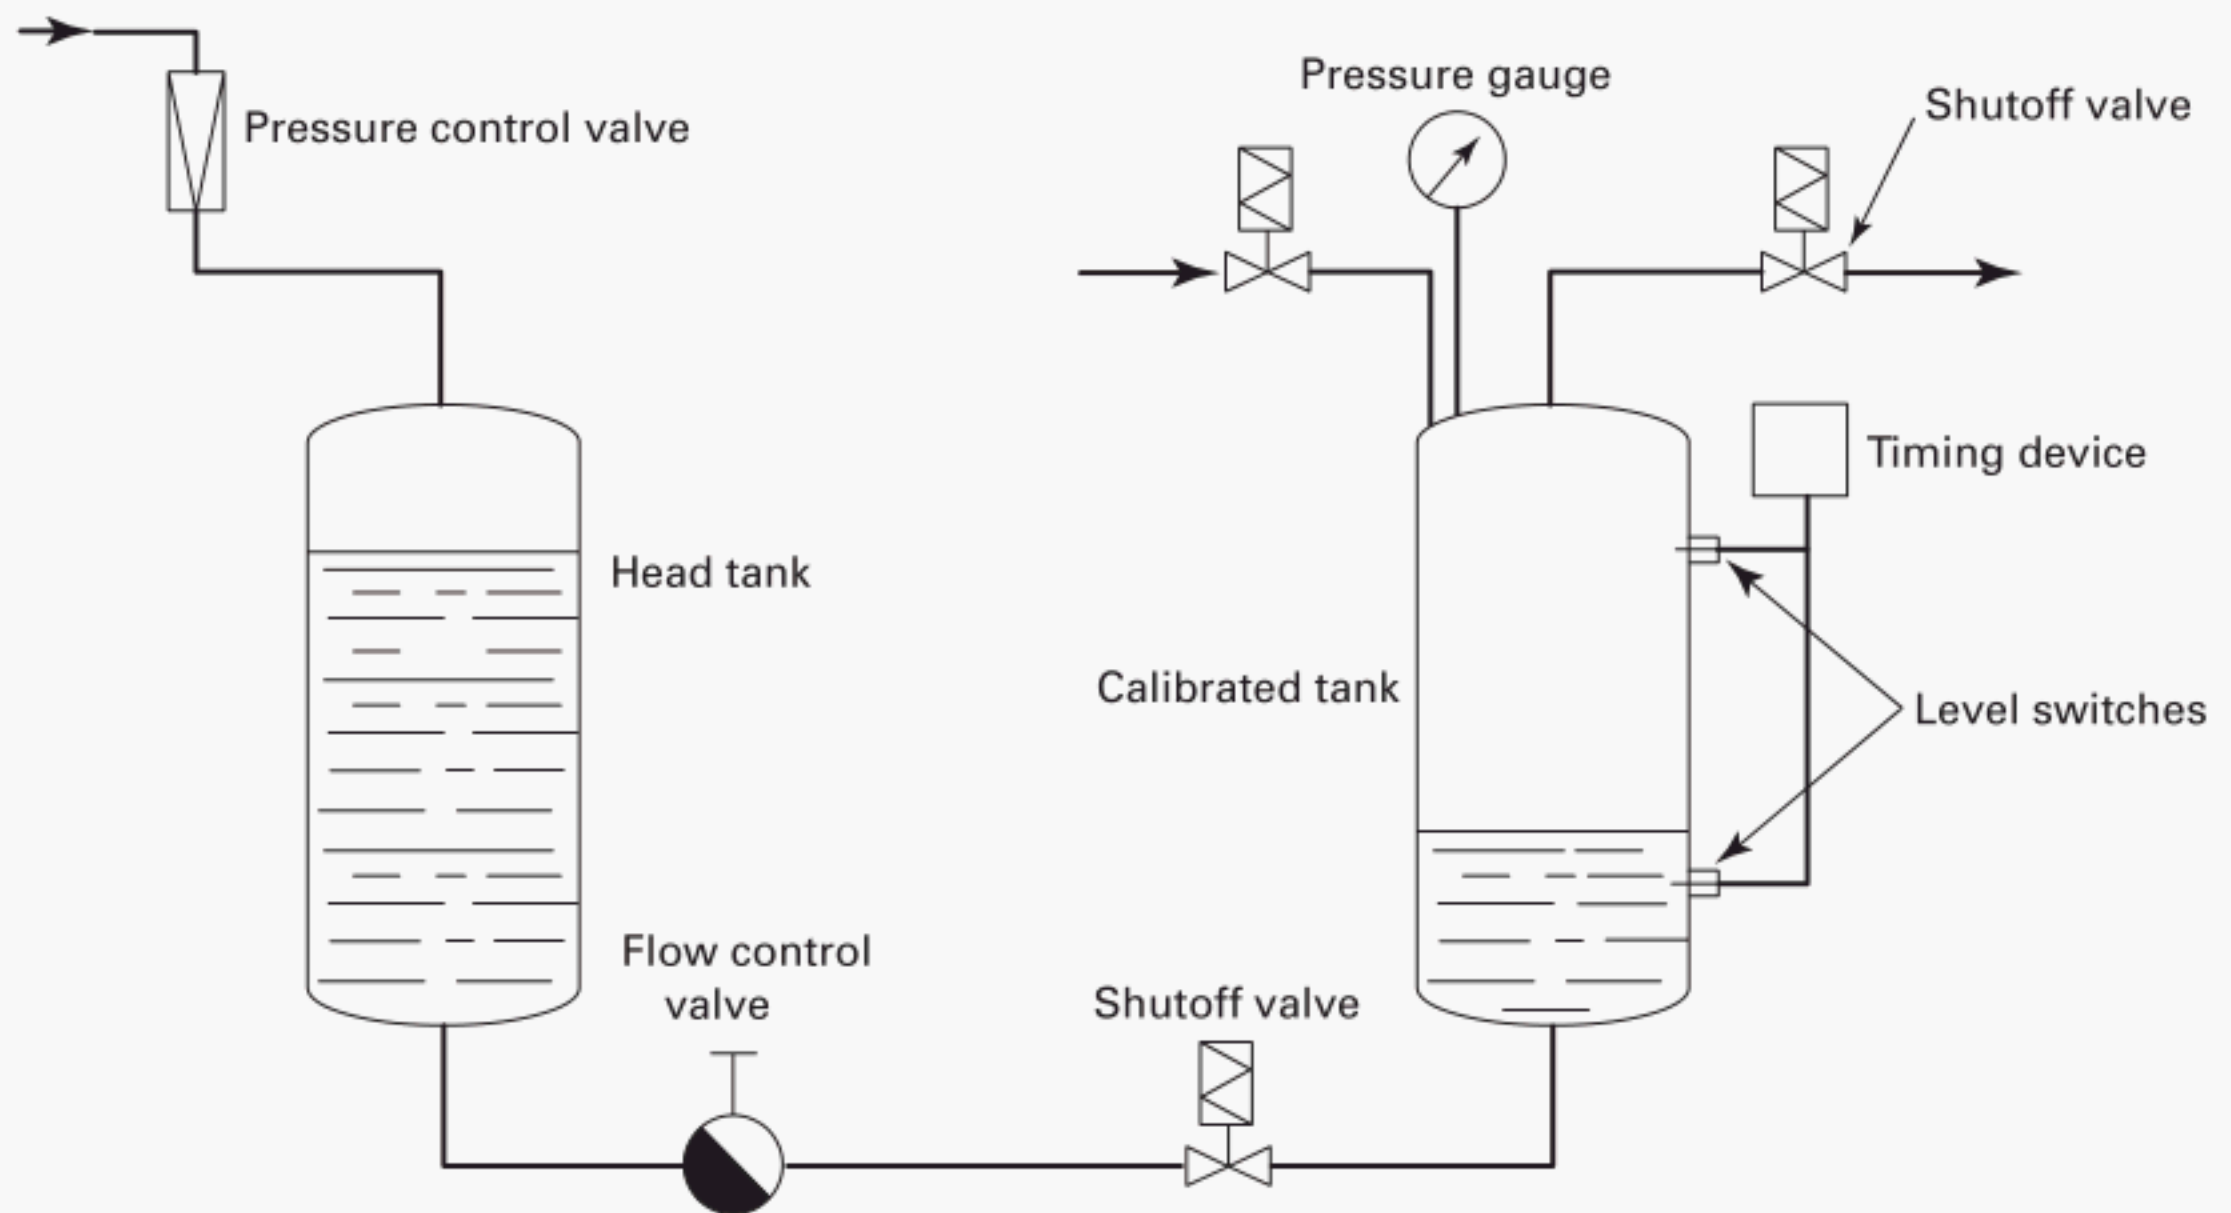 Pressure gauge
Shutoff valve
Pressure control valve
Timing device
Head tank
Calibrated tank
Level switches
Flow control
valve
Shutoff valve